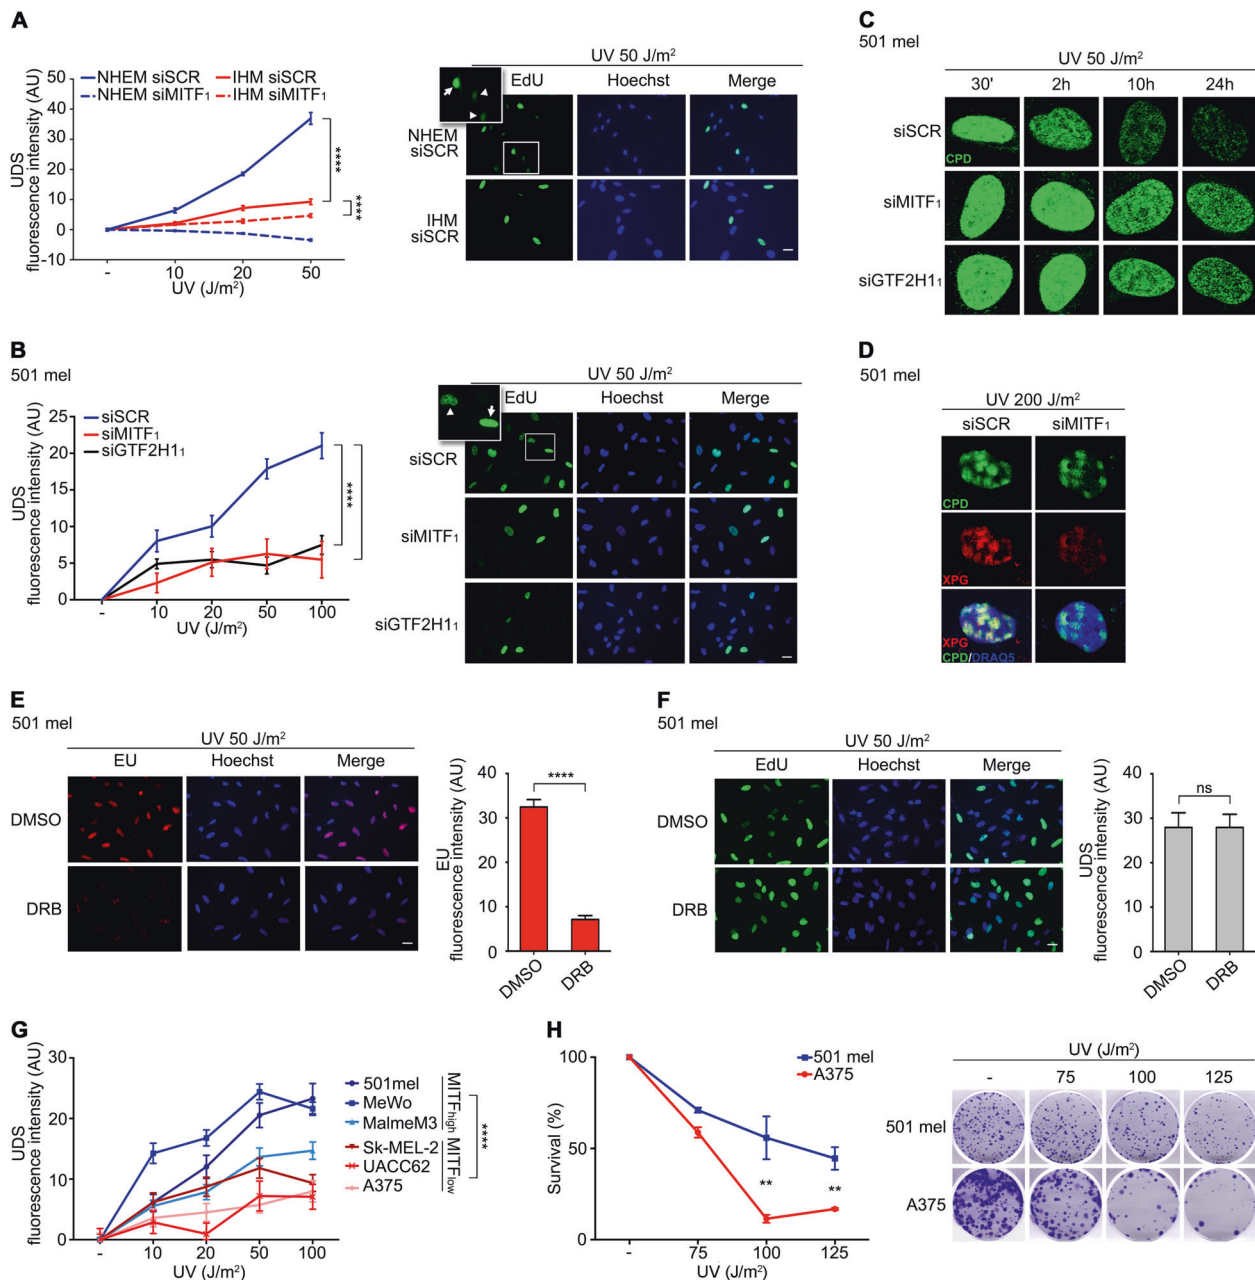 A
NHEM siSCR IHM siSCR
NHEM siMITF₁ IHM siMITF₁
UDS
fluorescence intensity (AU)
50
40
30
20
10
0
-10
- 10 20 50
UV (J/m²)
****
****
UV 50 J/m²
EdU Hoechst Merge
NHEM
siSCR
IHM
siSCR
B
501 mel
siSCR
siMITF₁
siGTF2H1₁
UDS
fluorescence intensity (AU)
25
20
15
10
5
0
- 10 20 50 100
UV (J/m²)
****
UV 50 J/m²
EdU Hoechst Merge
siSCR
siMITF₁
siGTF2H1₁
C
501 mel
UV 50 J/m²
30' 2h 10h 24h
siSCR
CPD
siMITF₁
siGTF2H1₁
D
501 mel
UV 200 J/m²
siSCR siMITF₁
CPD
XPG
XPG
CPD/DRAQ5
E
501 mel
UV 50 J/m²
EU Hoechst Merge
DMSO
DRB
EU
fluorescence intensity (AU)
40
30
20
10
0
****
DMSO DRB
F
501 mel
UV 50 J/m²
EdU Hoechst Merge
DMSO
DRB
UDS
fluorescence intensity (AU)
40
30
20
10
0
ns
DMSO DRB
G
UDS
fluorescence intensity (AU)
30
20
10
0
- 10 20 50 100
UV (J/m²)
501mel
MeWo
MalmeM3
Sk-MEL-2
UACC62
A375
MITF high
MITF low
****
H
Survival (%)
100
50
0
- 75 100 125
UV (J/m²)
501 mel
A375
**
**
UV (J/m²)
- 75 100 125
501 mel
A375